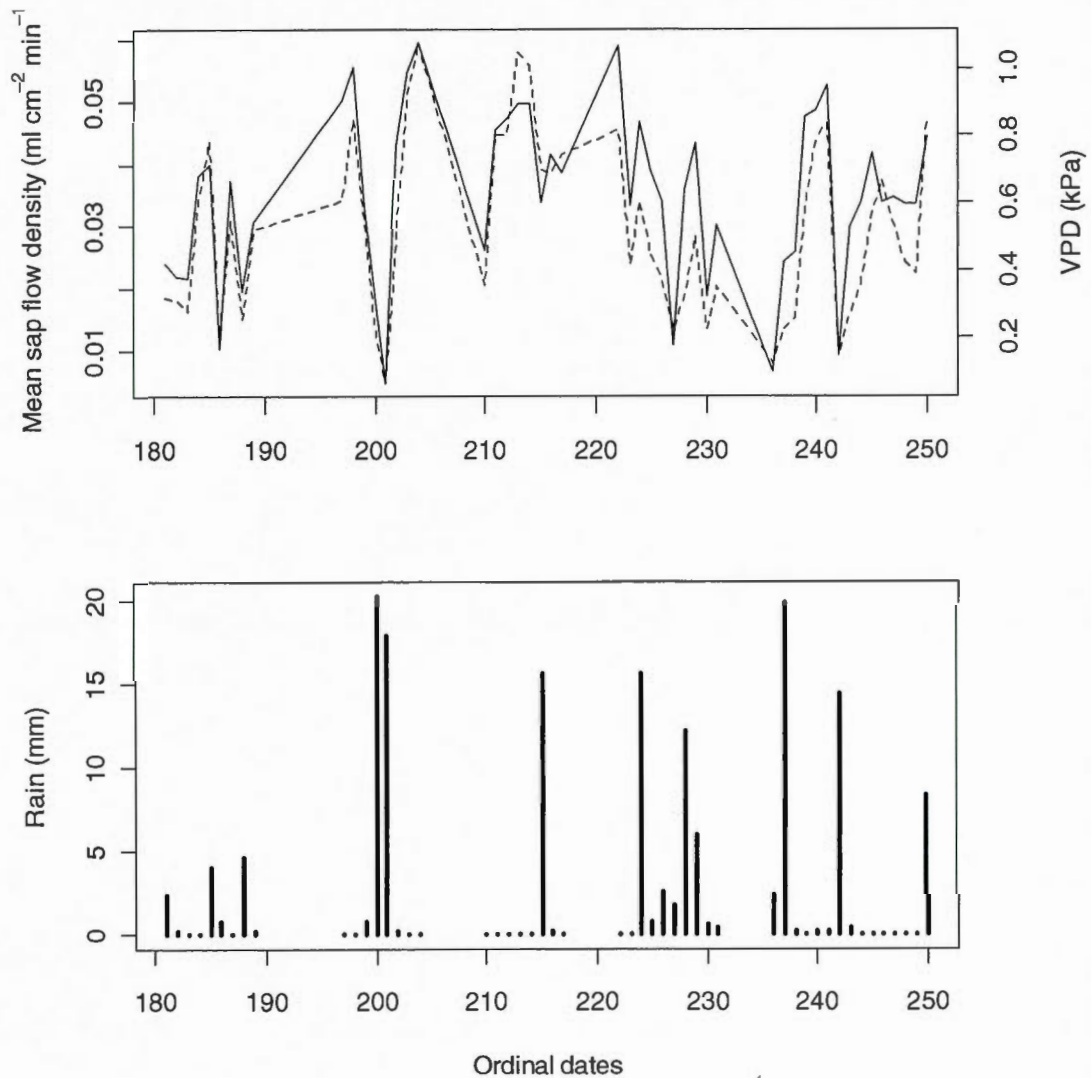 Mean sap flow density (ml cm⁻² min⁻¹)
0.05
0.03
0.01
1.0
0.8
0.6
0.4
0.2
VPD (kPa)
180 190 200 210 220 230 240 250
Rain (mm)
20
15
10
5
0
180 190 200 210 220 230 240 250
Ordinal dates